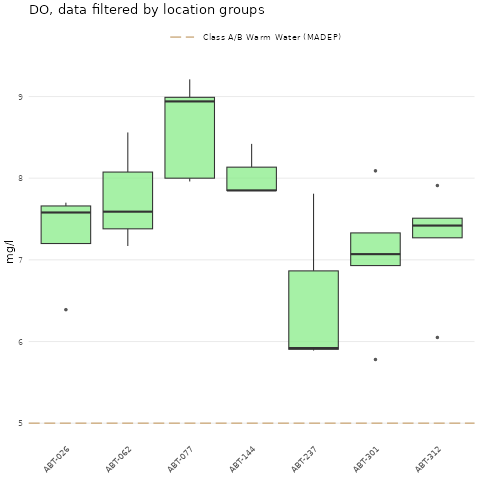 DO, data filtered by location groups
Class A/B Warm Water (MADEP)
mg/l
9
8
7
6
5
ABT-026
ABT-062
ABT-077
ABT-144
ABT-237
ABT-301
ABT-312